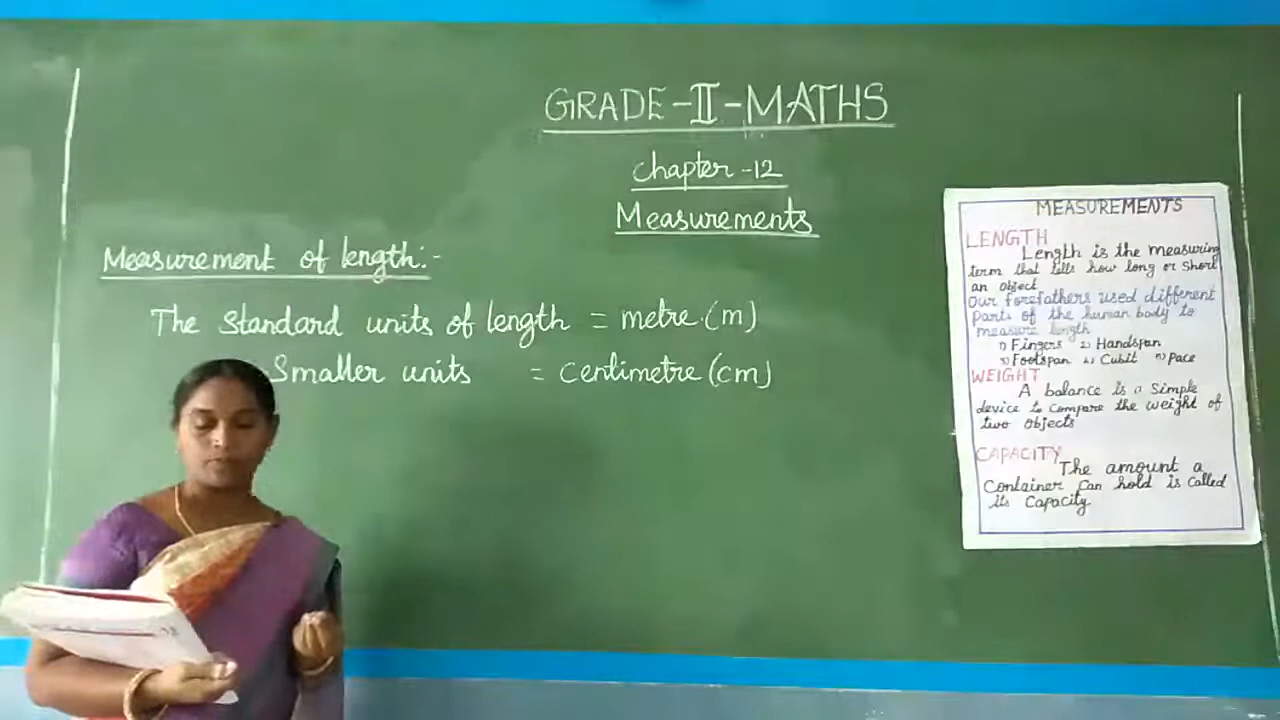 GRADE-II-MATHS
Chapter-12
Measurements
Measurement of length:-
The Standard units of length = metre (m)
Smaller units = centimetre (cm)
MEASUREMENTS
LENGTH
Length is the measuring
term that tells how long or short
an object
Our forefathers used different
parts of the human body to
measure length
1) Fingers 2) Handspan
3) Footspan 4) Cubit 5) Pace
WEIGHT
A balance is a simple
device to compare the weight of
two objects
CAPACITY
The amount a
Container can hold is called
its Capacity